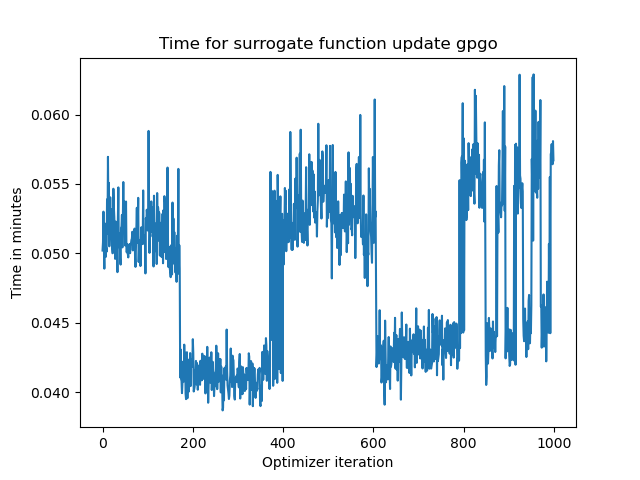 Time for surrogate function update gpgo
0.060
0.055
0.050
0.045
0.040
Time in minutes
0 200 400 600 800 1000
Optimizer iteration